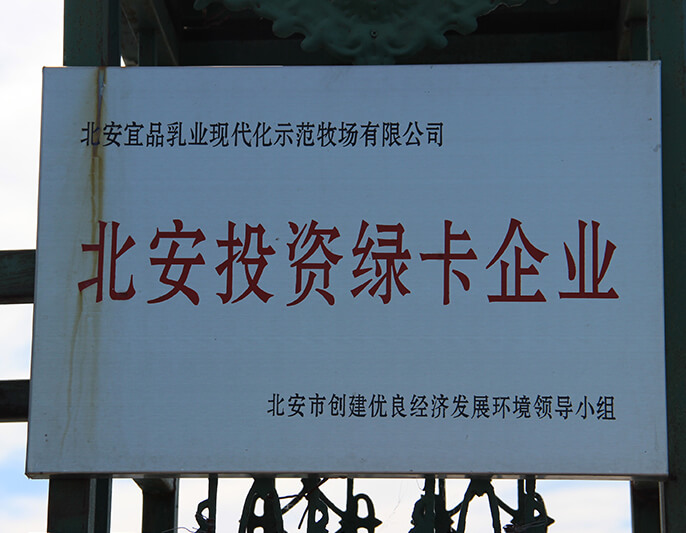 北安宜品乳业现代化示范牧场有限公司
北安投资绿卡企业
北安市创建优良经济发展环境领导小组